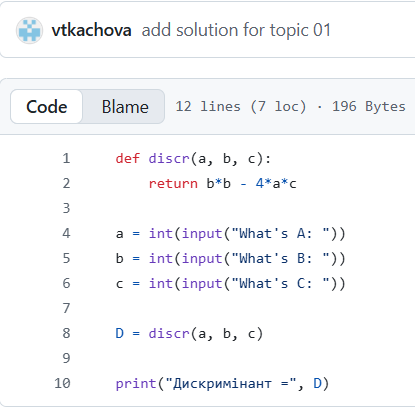 vtkachova add solution for topic 01
Code Blame 12 lines (7 loc) · 196 Bytes
1 def discr(a, b, c):
2 return b*b - 4*a*c
3
4 a = int(input("What's A: "))
5 b = int(input("What's B: "))
6 c = int(input("What's C: "))
7
8 D = discr(a, b, c)
9
10 print("Дискримінант =", D)